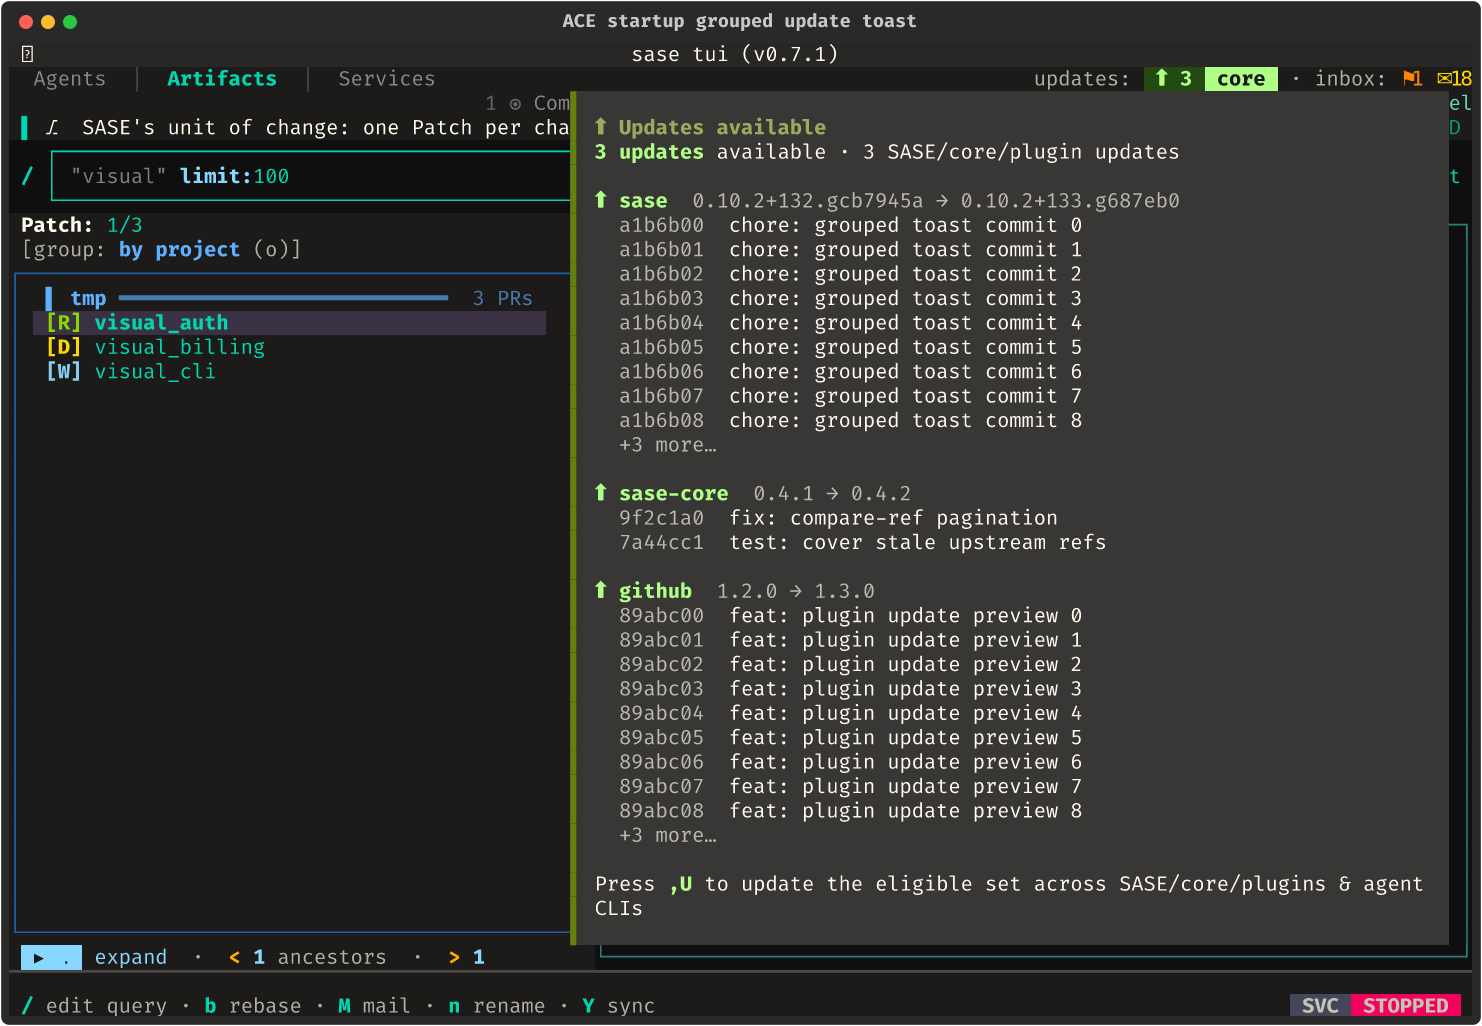 ACE startup grouped update toast
sase tui (v0.7.1)
Agents │ Artifacts │ Services
updates: ⬆ 3 core · inbox: ⚑1 ✉18
1 ◉ Com
el
SASE's unit of change: one Patch per cha
D
/ "visual" limit:100
t
Patch: 1/3
[group: by project (o)]
tmp 3 PRs
[R] visual_auth
[D] visual_billing
[W] visual_cli
⬆ Updates available
3 updates available · 3 SASE/core/plugin updates
⬆ sase 0.10.2+132.gcb7945a → 0.10.2+133.g687eb0
a1b6b00 chore: grouped toast commit 0
a1b6b01 chore: grouped toast commit 1
a1b6b02 chore: grouped toast commit 2
a1b6b03 chore: grouped toast commit 3
a1b6b04 chore: grouped toast commit 4
a1b6b05 chore: grouped toast commit 5
a1b6b06 chore: grouped toast commit 6
a1b6b07 chore: grouped toast commit 7
a1b6b08 chore: grouped toast commit 8
+3 more…
⬆ sase-core 0.4.1 → 0.4.2
9f2c1a0 fix: compare-ref pagination
7a44cc1 test: cover stale upstream refs
⬆ github 1.2.0 → 1.3.0
89abc00 feat: plugin update preview 0
89abc01 feat: plugin update preview 1
89abc02 feat: plugin update preview 2
89abc03 feat: plugin update preview 3
89abc04 feat: plugin update preview 4
89abc05 feat: plugin update preview 5
89abc06 feat: plugin update preview 6
89abc07 feat: plugin update preview 7
89abc08 feat: plugin update preview 8
+3 more…
Press ,U to update the eligible set across SASE/core/plugins & agent
CLIs
▶ . expand · < 1 ancestors · > 1
/ edit query · b rebase · M mail · n rename · Y sync
SVC STOPPED